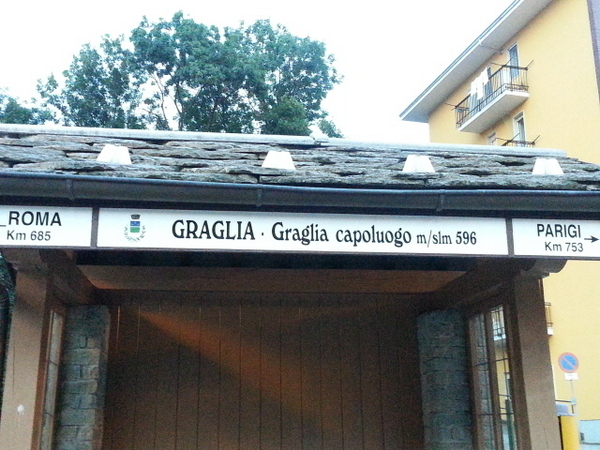 ROMA
Km 685
GRAGLIA · Graglia capoluogo m/slm 596
PARIGI
Km 753